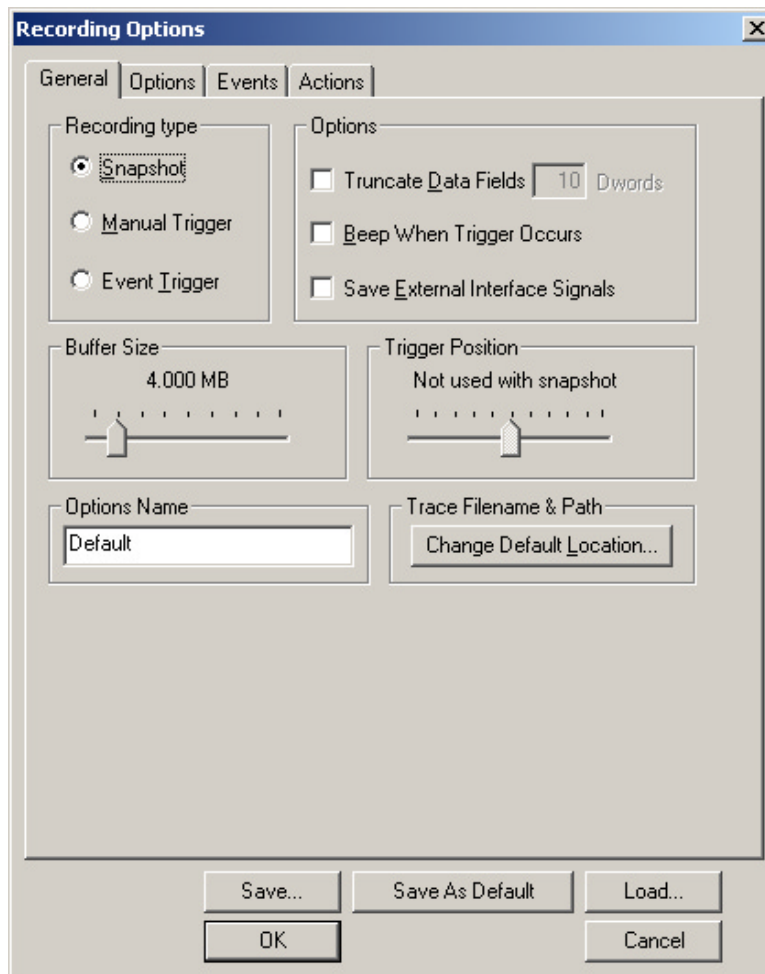 Recording Options
General
Options
Events
Actions
Recording type
Snapshot
Manual Trigger
Event Trigger
Options
Truncate Data Fields 10 Dwords
Beep When Trigger Occurs
Save External Interface Signals
Buffer Size
4.000 MB
Trigger Position
Not used with snapshot
Options Name
Default
Trace Filename & Path
Change Default Location...
Save...
Save As Default
Load...
OK
Cancel